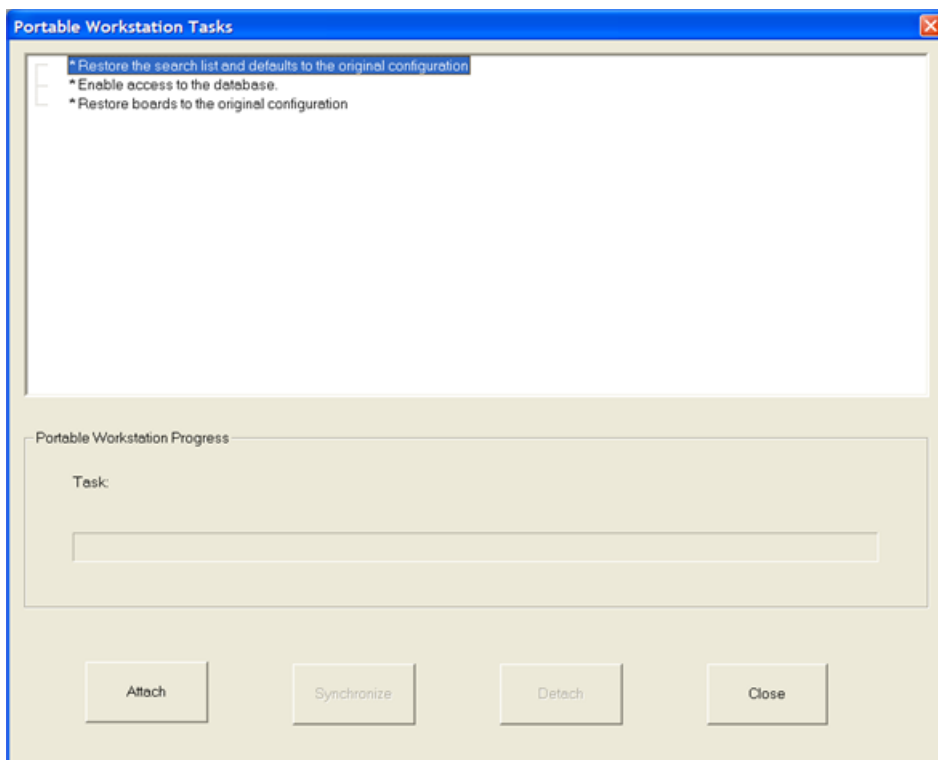 Portable Workstation Tasks
* Restore the search list and defaults to the original configuration
* Enable access to the database.
* Restore boards to the original configuration
Portable Workstation Progress
Task:
Attach
Synchronize
Detach
Close